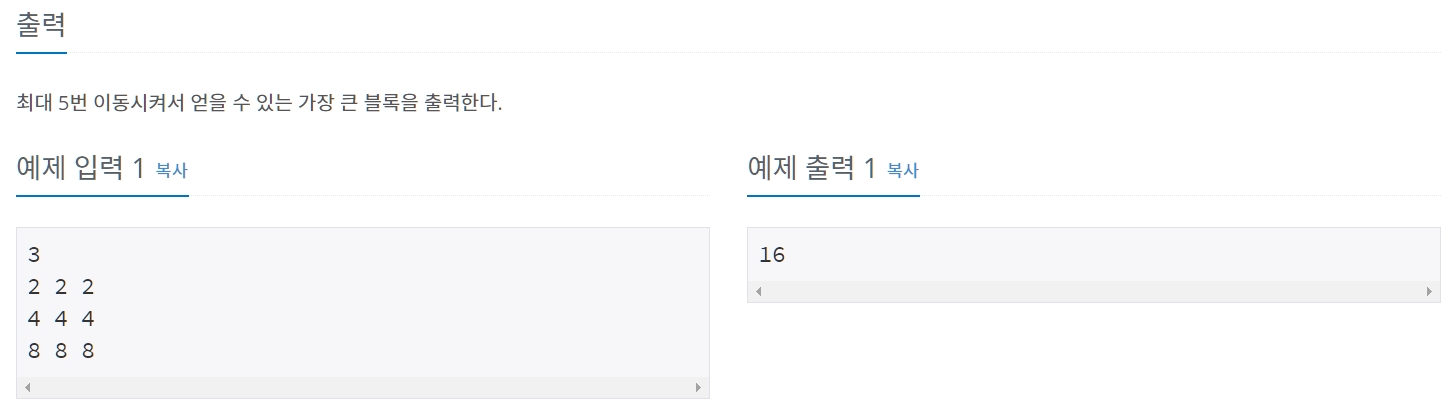 출력
최대 5번 이동시켜서 얻을 수 있는 가장 큰 블록을 출력한다.
예제 입력 1 복사
3
2 2 2
4 4 4
8 8 8
예제 출력 1 복사
16